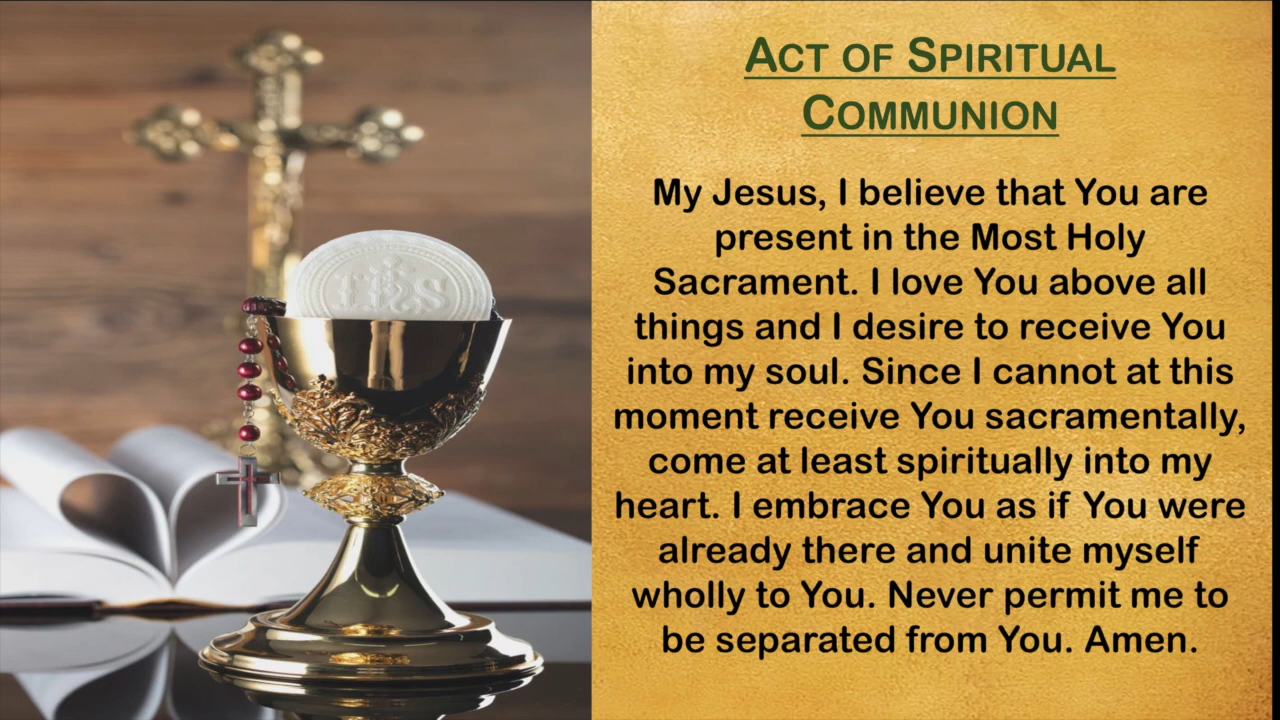 ACT OF SPIRITUAL
COMMUNION
My Jesus, I believe that You are
present in the Most Holy
Sacrament. I love You above all
things and I desire to receive You
into my soul. Since I cannot at this
moment receive You sacramentally,
come at least spiritually into my
heart. I embrace You as if You were
already there and unite myself
wholly to You. Never permit me to
be separated from You. Amen.
IHS